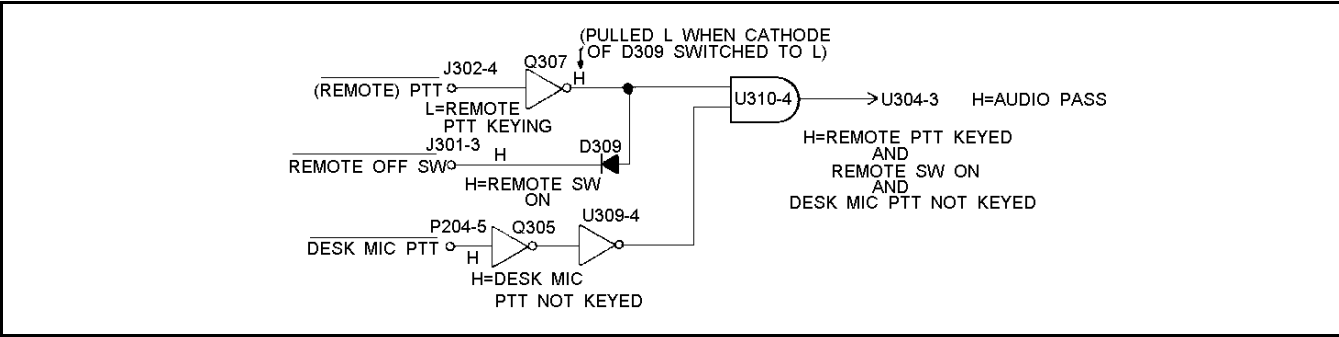 (PULLED L WHEN CATHODE
OF D309 SWITCHED TO L)
J302-4
Q307
H
(REMOTE) PTT
L=REMOTE
PTT KEYING
U310-4
U304-3
H=AUDIO PASS
J301-3
H
D309
REMOTE OFF SW
H=REMOTE SW
ON
H=REMOTE PTT KEYED
AND
REMOTE SW ON
AND
DESK MIC PTT NOT KEYED
P204-5
Q305
U309-4
DESK MIC PTT
H
H=DESK MIC
PTT NOT KEYED